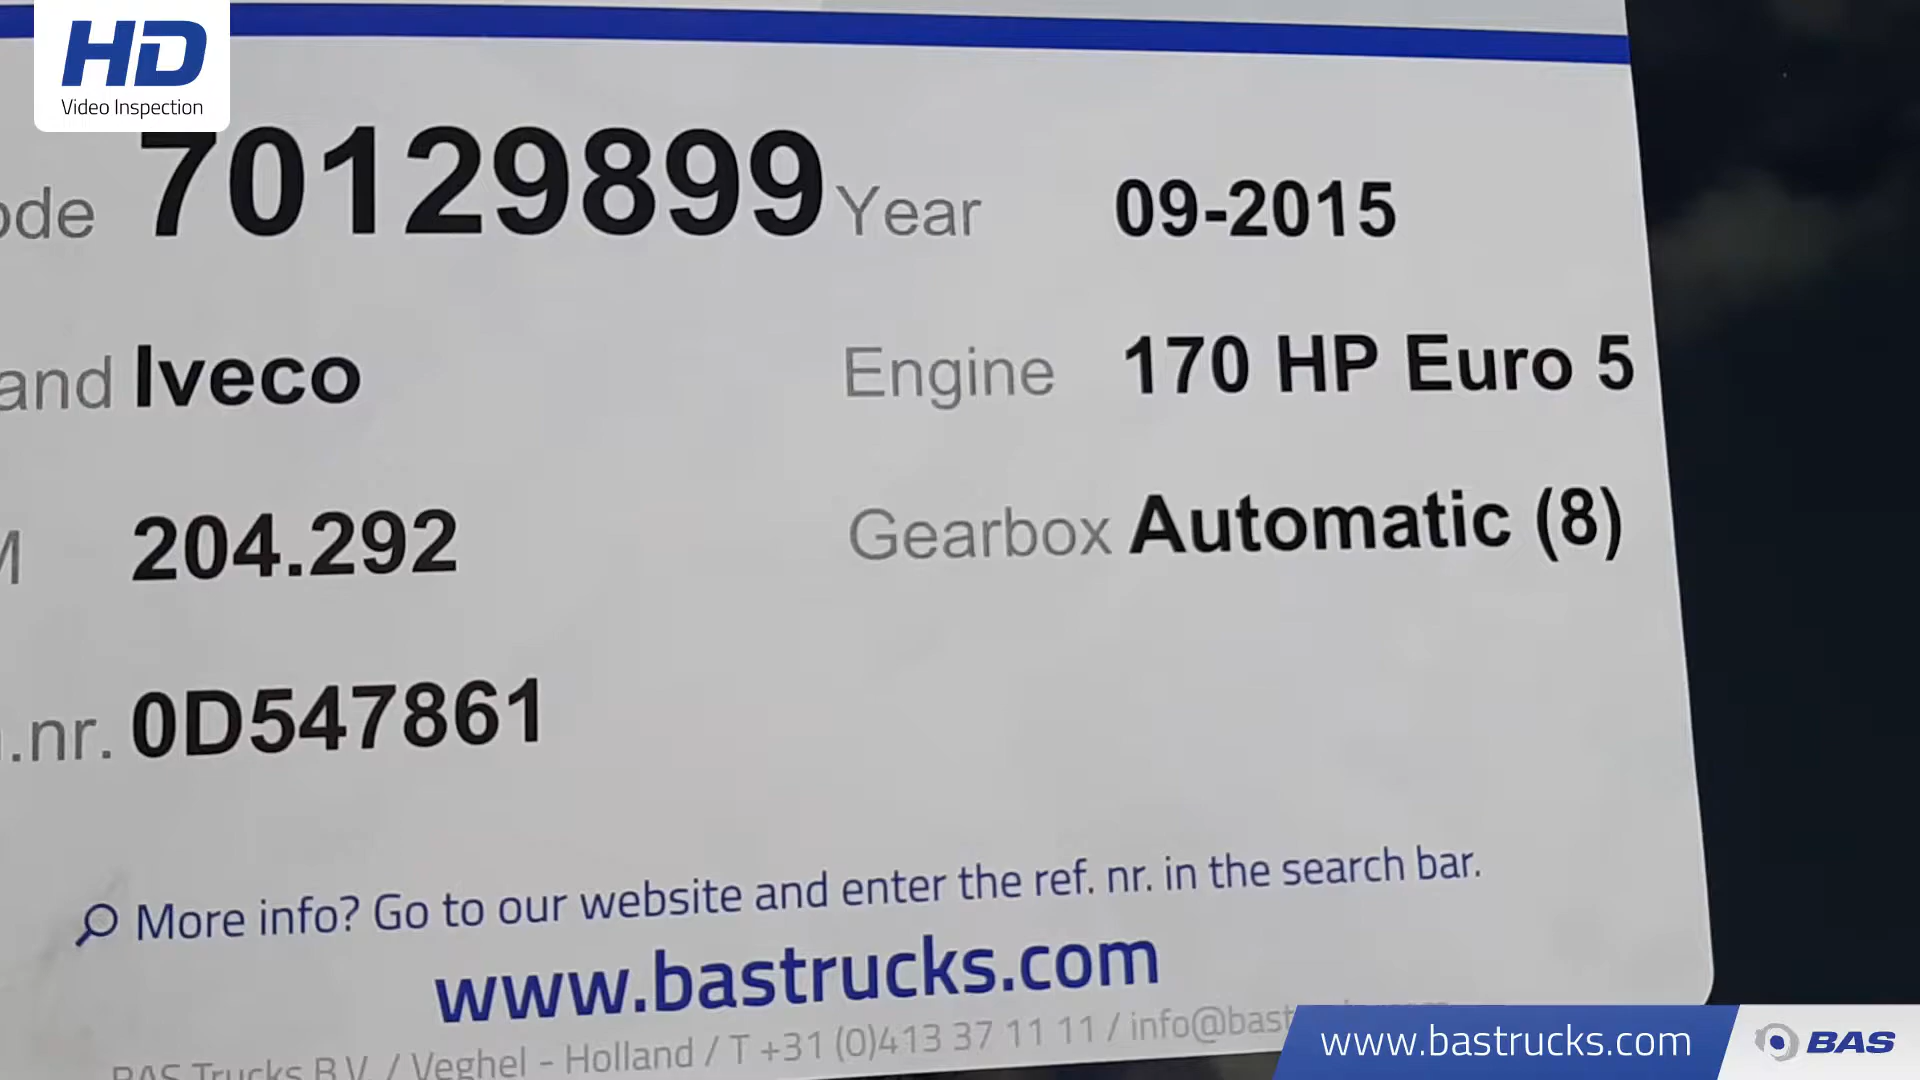 HD
Video Inspection
ode 70129899 Year 09-2015
and Iveco Engine 170 HP Euro 5
M 204.292 Gearbox Automatic (8)
.nr. 0D547861
More info? Go to our website and enter the ref. nr. in the search bar.
www.bastrucks.com
BAS Trucks B.V. / Veghel - Holland / T +31 (0)413 37 11 11 / info@bast
www.bastrucks.com BAS